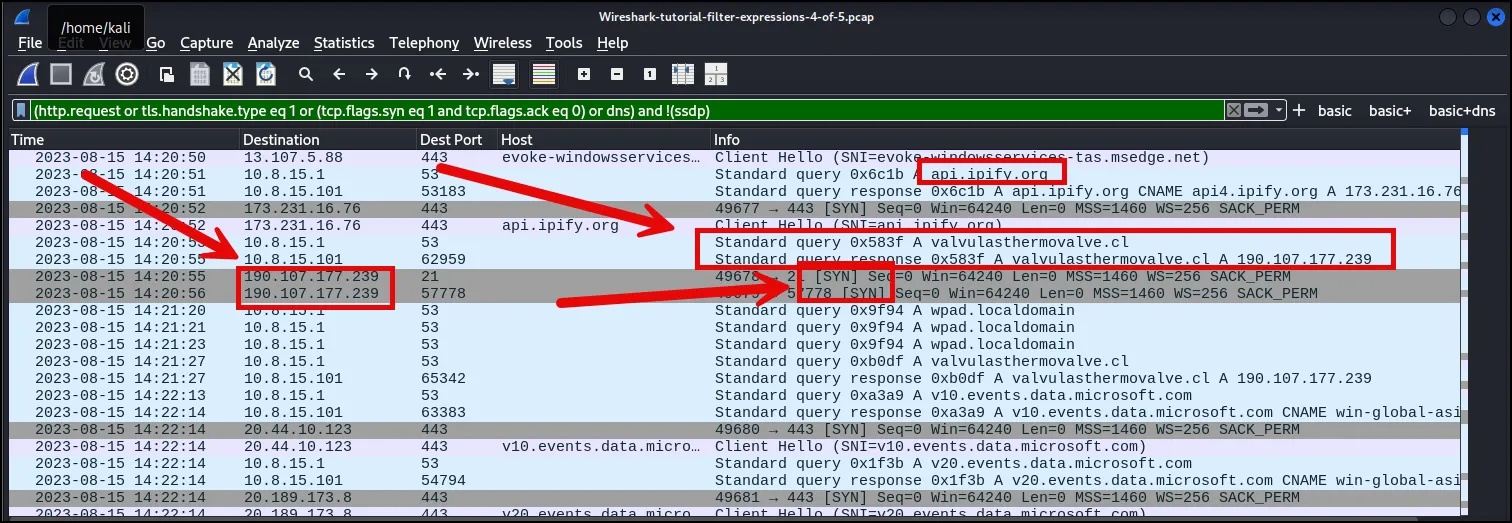 Wireshark-tutorial-filter-expressions-4-of-5.pcap
/home/kali
File Edit View Go Capture Analyze Statistics Telephony Wireless Tools Help
(http.request or tls.handshake.type eq 1 or (tcp.flags.syn eq 1 and tcp.flags.ack eq 0) or dns) and !(ssdp) + basic basic+ basic+dns
Time Destination Dest Port Host Info
2023-08-15 14:20:50 13.107.5.88 443 evoke-windowsservices… Client Hello (SNI=evoke-windowsservices-tas.msedge.net)
2023-08-15 14:20:51 10.8.15.1 53 Standard query 0x6c1b A api.ipify.org
2023-08-15 14:20:51 10.8.15.101 53183 Standard query response 0x6c1b A api.ipify.org CNAME api4.ipify.org A 173.231.16.76
2023-08-15 14:20:52 173.231.16.76 443 49677 → 443 [SYN] Seq=0 Win=64240 Len=0 MSS=1460 WS=256 SACK_PERM
2023-08-15 14:20:52 173.231.16.76 443 api.ipify.org Client Hello (SNI=api.ipify.org)
2023-08-15 14:20:53 10.8.15.1 53 Standard query 0x583f A valvulasthermovalve.cl
2023-08-15 14:20:55 10.8.15.101 62959 Standard query response 0x583f A valvulasthermovalve.cl A 190.107.177.239
2023-08-15 14:20:55 190.107.177.239 21 49678 → 21 [SYN] Seq=0 Win=64240 Len=0 MSS=1460 WS=256 SACK_PERM
2023-08-15 14:20:56 190.107.177.239 57778 57778 [SYN] Seq=0 Win=64240 Len=0 MSS=1460 WS=256 SACK_PERM
2023-08-15 14:21:20 10.8.15.1 53 Standard query 0x9f94 A wpad.localdomain
2023-08-15 14:21:21 10.8.15.1 53 Standard query 0x9f94 A wpad.localdomain
2023-08-15 14:21:23 10.8.15.1 53 Standard query 0x9f94 A wpad.localdomain
2023-08-15 14:21:27 10.8.15.1 53 Standard query 0xb0df A valvulasthermovalve.cl
2023-08-15 14:21:27 10.8.15.101 65342 Standard query response 0xb0df A valvulasthermovalve.cl A 190.107.177.239
2023-08-15 14:22:13 10.8.15.1 53 Standard query 0xa3a9 A v10.events.data.microsoft.com
2023-08-15 14:22:14 10.8.15.101 63383 Standard query response 0xa3a9 A v10.events.data.microsoft.com CNAME win-global-asi
2023-08-15 14:22:14 20.44.10.123 443 49680 → 443 [SYN] Seq=0 Win=64240 Len=0 MSS=1460 WS=256 SACK_PERM
2023-08-15 14:22:14 20.44.10.123 443 v10.events.data.micro… Client Hello (SNI=v10.events.data.microsoft.com)
2023-08-15 14:22:14 10.8.15.1 53 Standard query 0x1f3b A v20.events.data.microsoft.com
2023-08-15 14:22:14 10.8.15.101 54794 Standard query response 0x1f3b A v20.events.data.microsoft.com CNAME win-global-asi
2023-08-15 14:22:14 20.189.173.8 443 49681 → 443 [SYN] Seq=0 Win=64240 Len=0 MSS=1460 WS=256 SACK_PERM
2023-08-15 14:22:14 20.189.173.8 443 v20.events.data.micro… Client Hello (SNI=v20.events.data.microsoft.com)